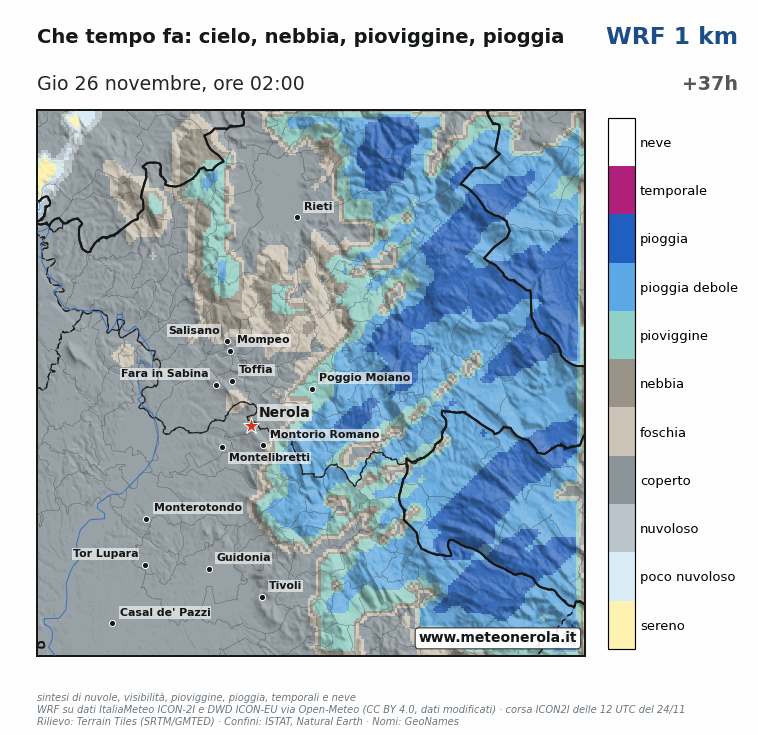 Che tempo fa: cielo, nebbia, pioviggine, pioggia
WRF 1 km
Gio 26 novembre, ore 02:00
+37h
neve
temporale
pioggia
pioggia debole
pioviggine
nebbia
foschia
coperto
nuvoloso
poco nuvoloso
sereno
Rieti
Salisano
Mompeo
Toffia
Fara in Sabina
Poggio Moiano
Nerola
Montorio Romano
Montelibretti
Monterotondo
Tor Lupara
Guidonia
Tivoli
Casal de' Pazzi
www.meteonerola.it
sintesi di nuvole, visibilità, pioviggine, pioggia, temporali e neve
WRF su dati ItaliaMeteo ICON-2I e DWD ICON-EU via Open-Meteo (CC BY 4.0, dati modificati) · corsa ICON2I delle 12 UTC del 24/11
Rilievo: Terrain Tiles (SRTM/GMTED) · Confini: ISTAT, Natural Earth · Nomi: GeoNames